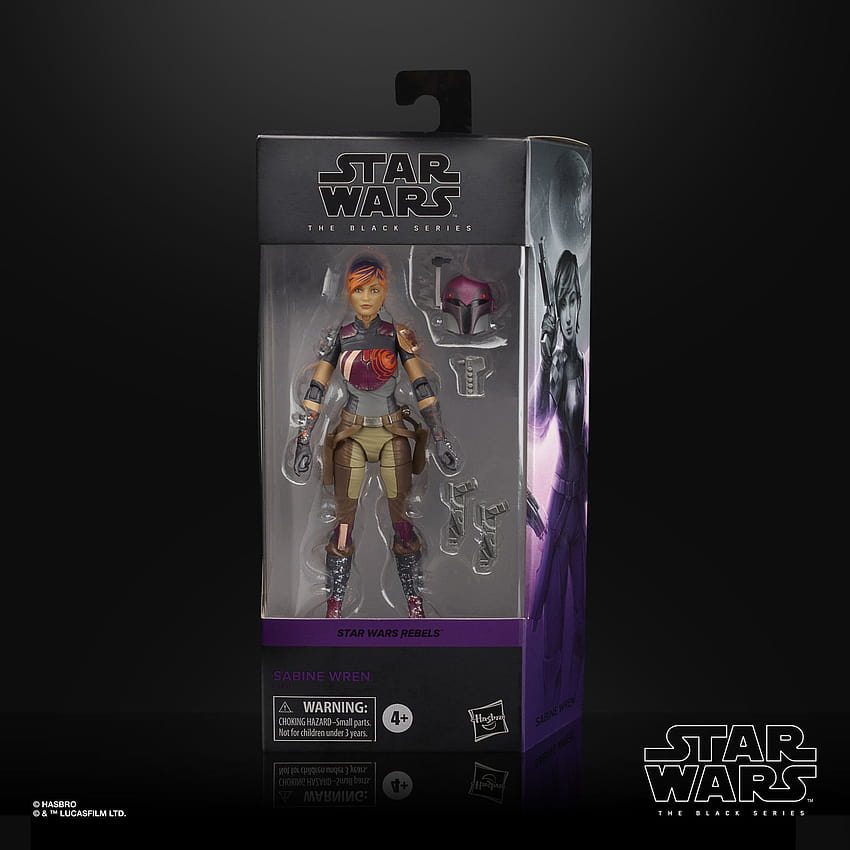 STAR
WARS
THE BLACK SERIES
STAR WARS REBELS
SABINE WREN
WARNING:
CHOKING HAZARD–Small parts.
Not for children under 3 years.
4+
Hasbro
SABINE WREN
STAR
WARS
THE BLACK SERIES
© HASBRO
© & ™ LUCASFILM LTD.